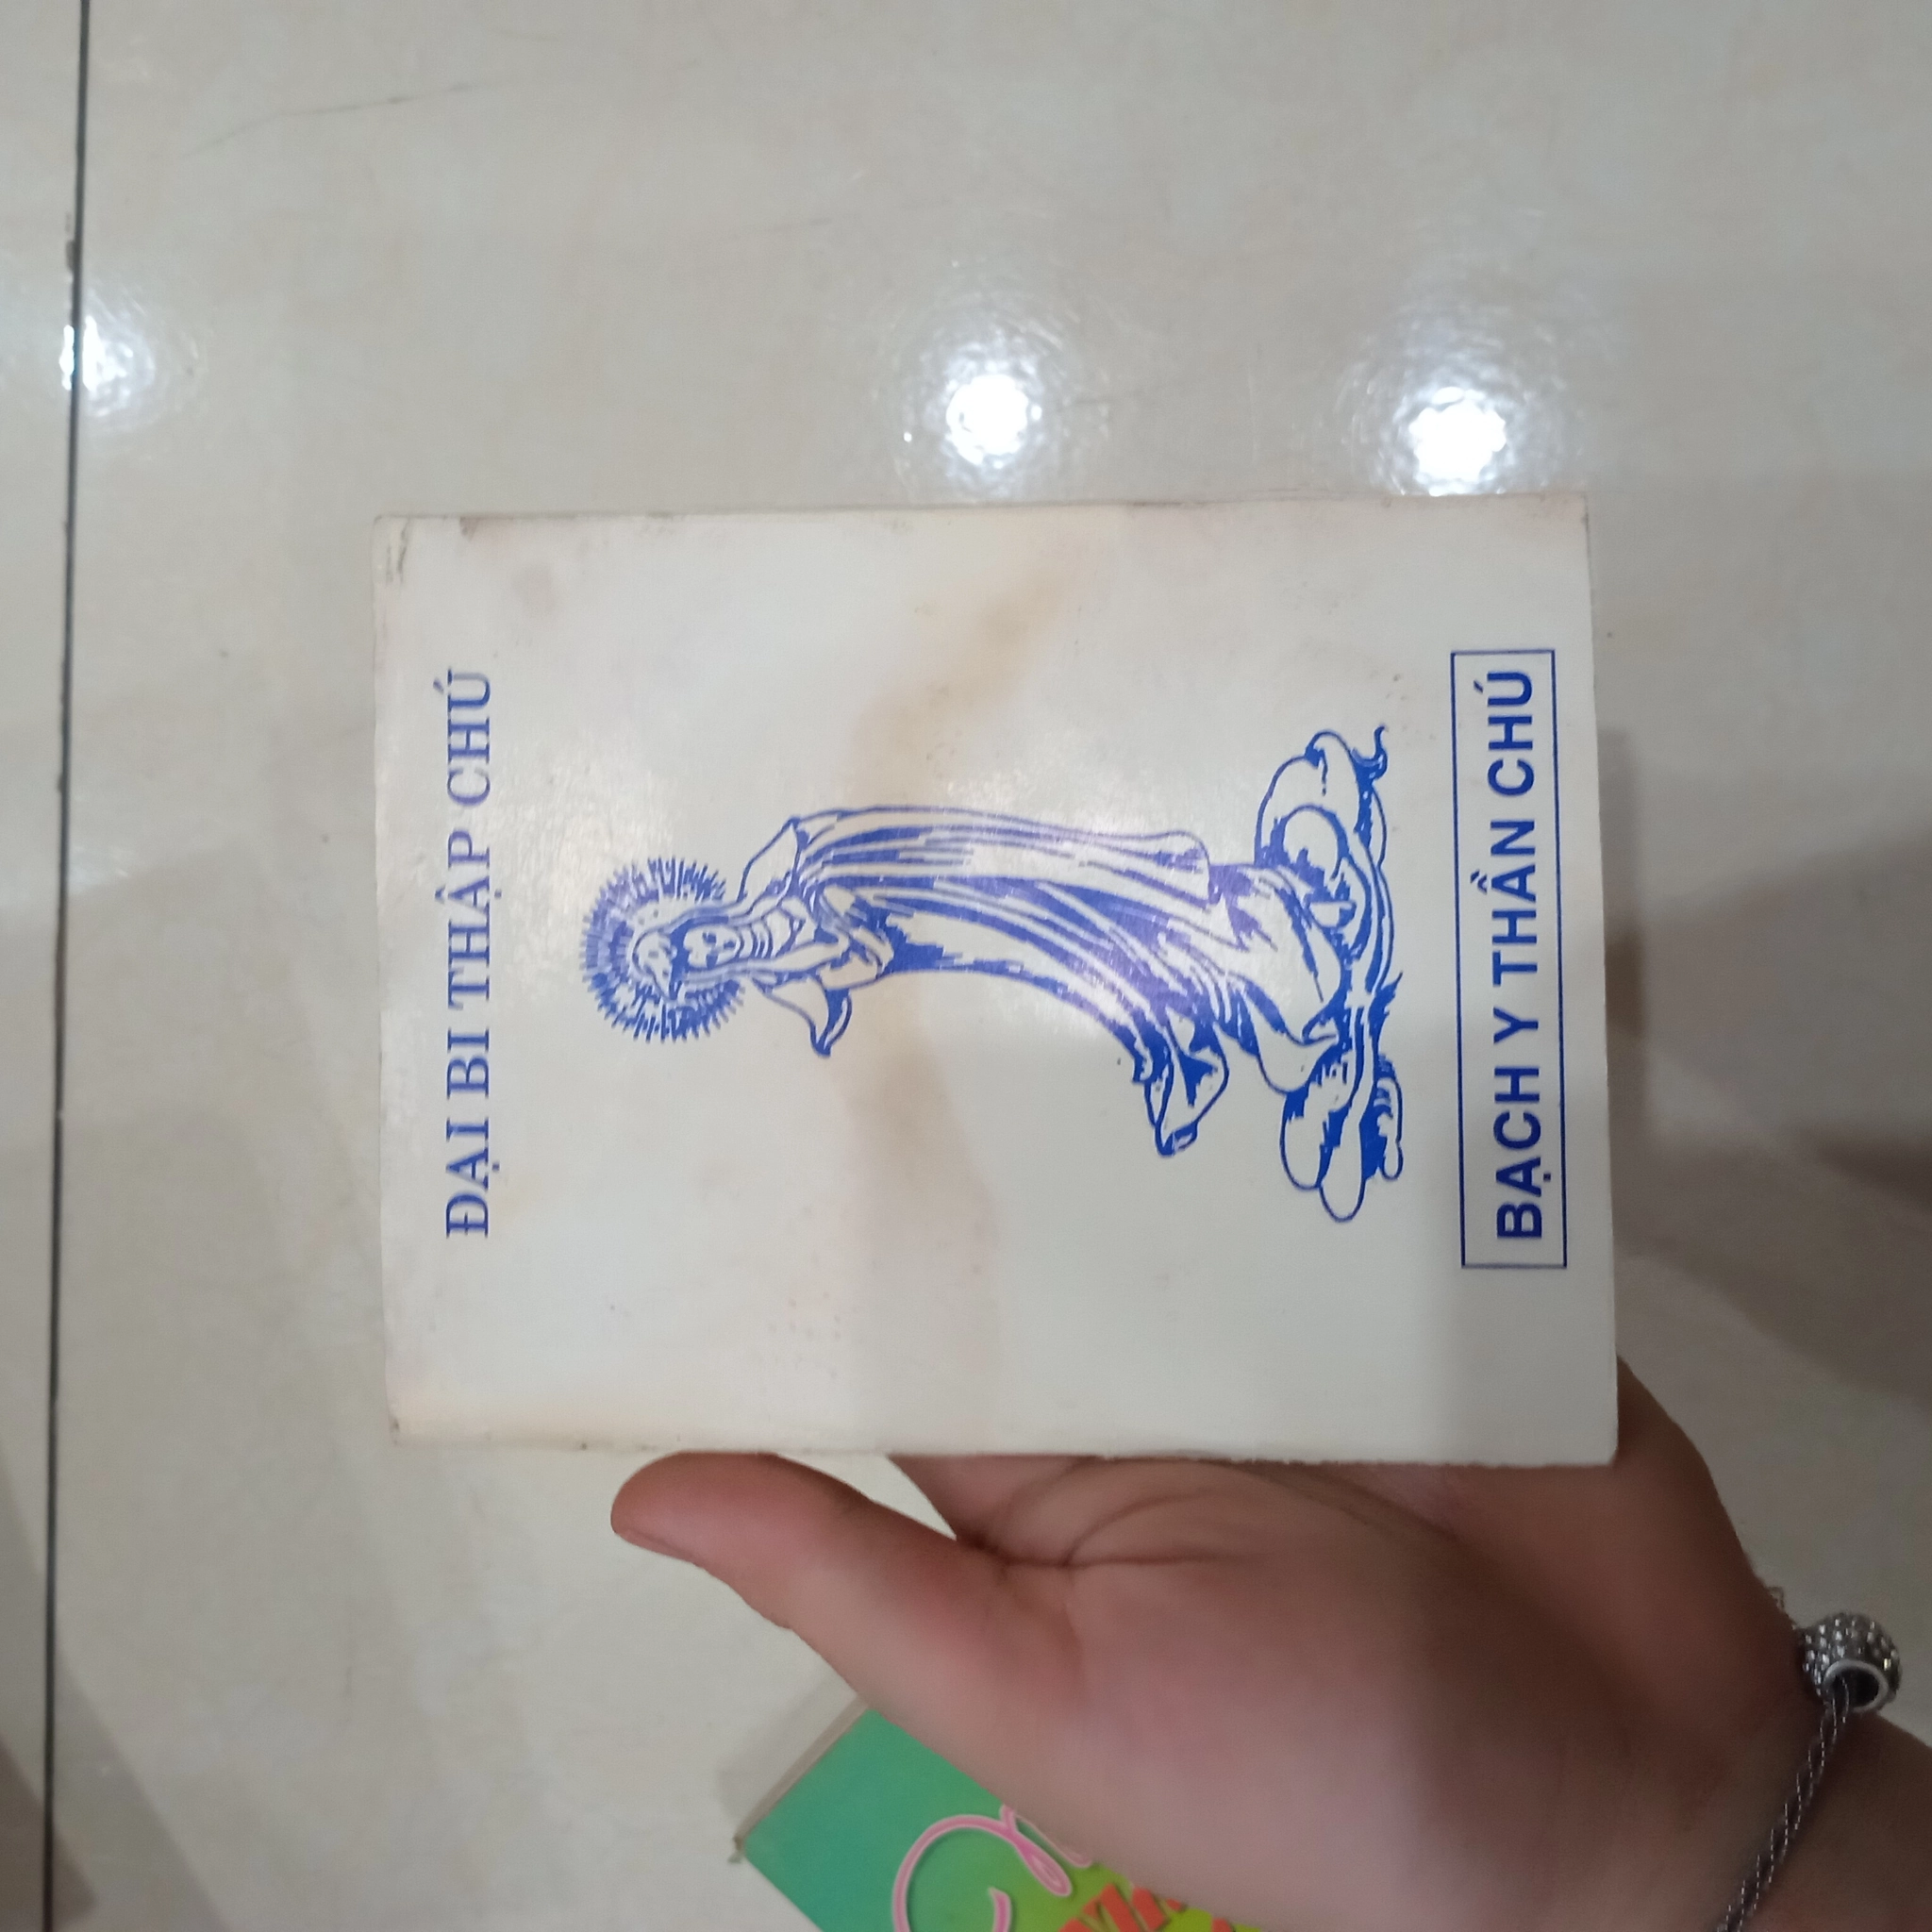 ĐẠI BI THẬP CHÚ
BẠCH Y THẦN CHÚ